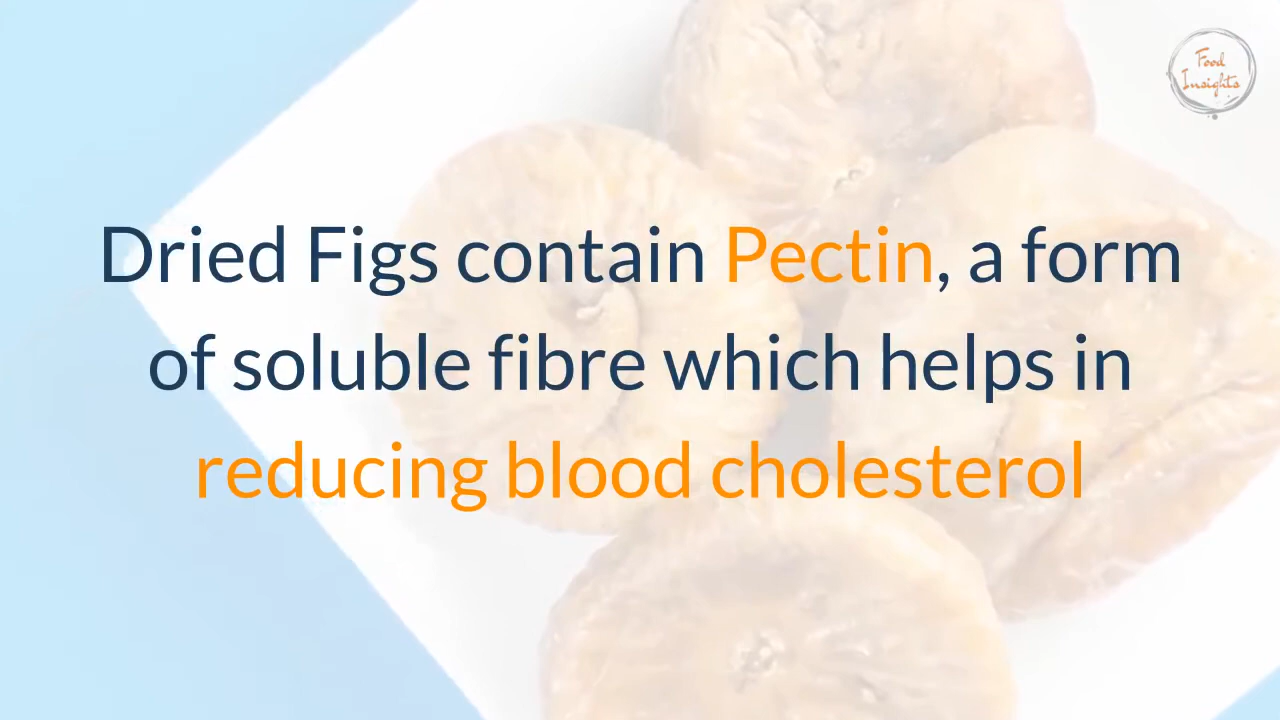 Food
Insights
Dried Figs contain Pectin, a form
of soluble fibre which helps in
reducing blood cholesterol